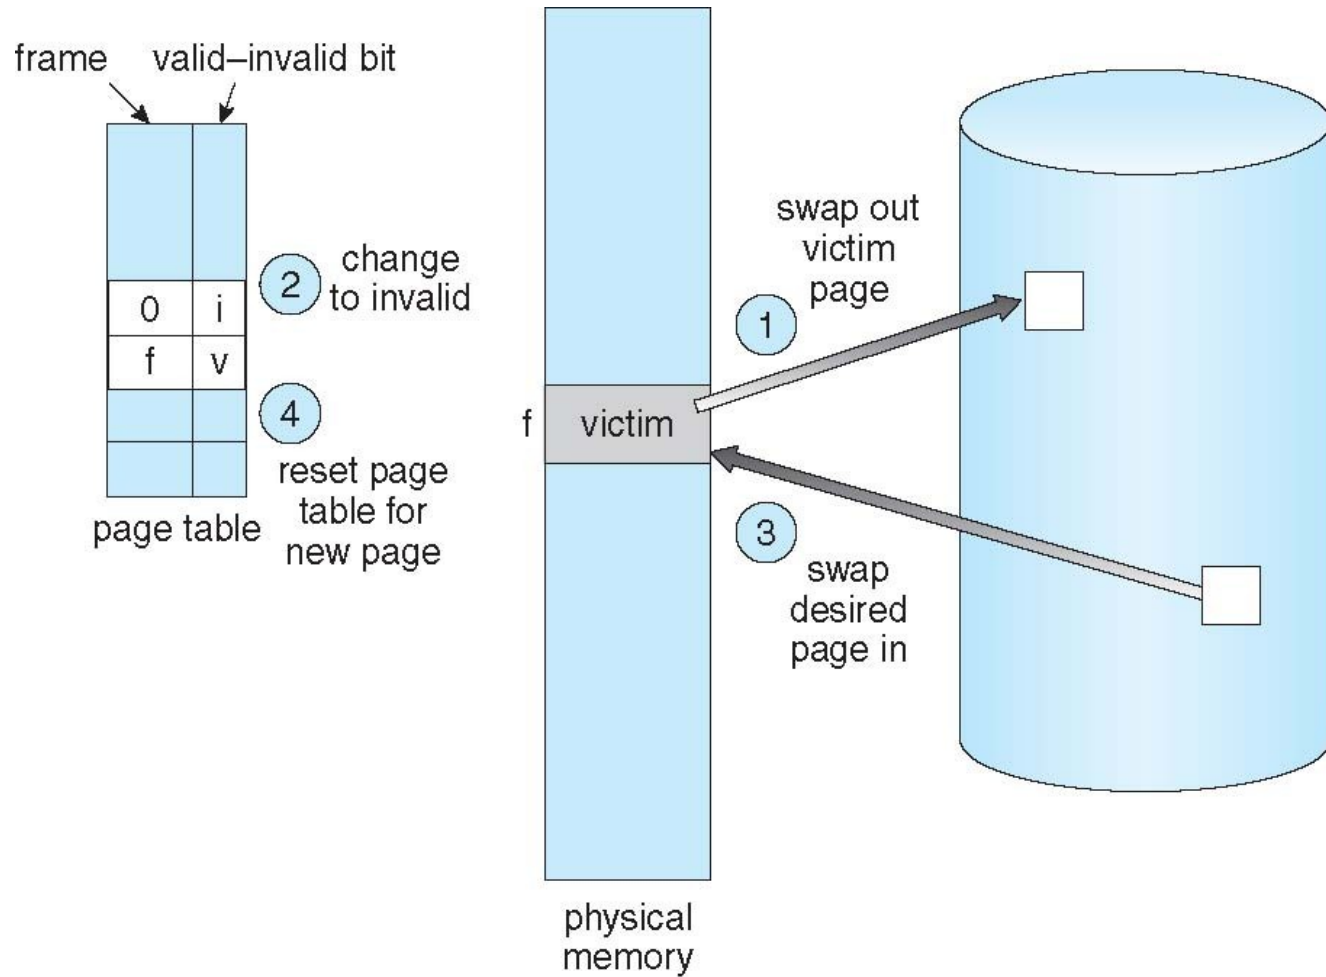 frame
valid–invalid bit
0
i
f
v
2
change
to invalid
4
reset page
table for
new page
page table
f
victim
physical
memory
1
swap out
victim
page
3
swap
desired
page in